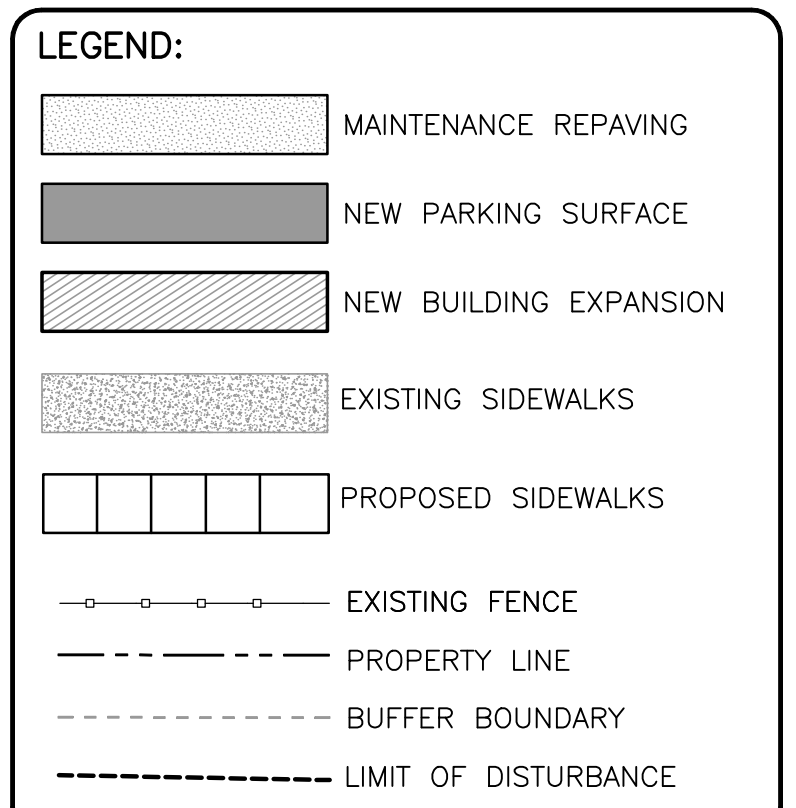 LEGEND:
MAINTENANCE REPAVING
NEW PARKING SURFACE
NEW BUILDING EXPANSION
EXISTING SIDEWALKS
PROPOSED SIDEWALKS
EXISTING FENCE
PROPERTY LINE
BUFFER BOUNDARY
LIMIT OF DISTURBANCE